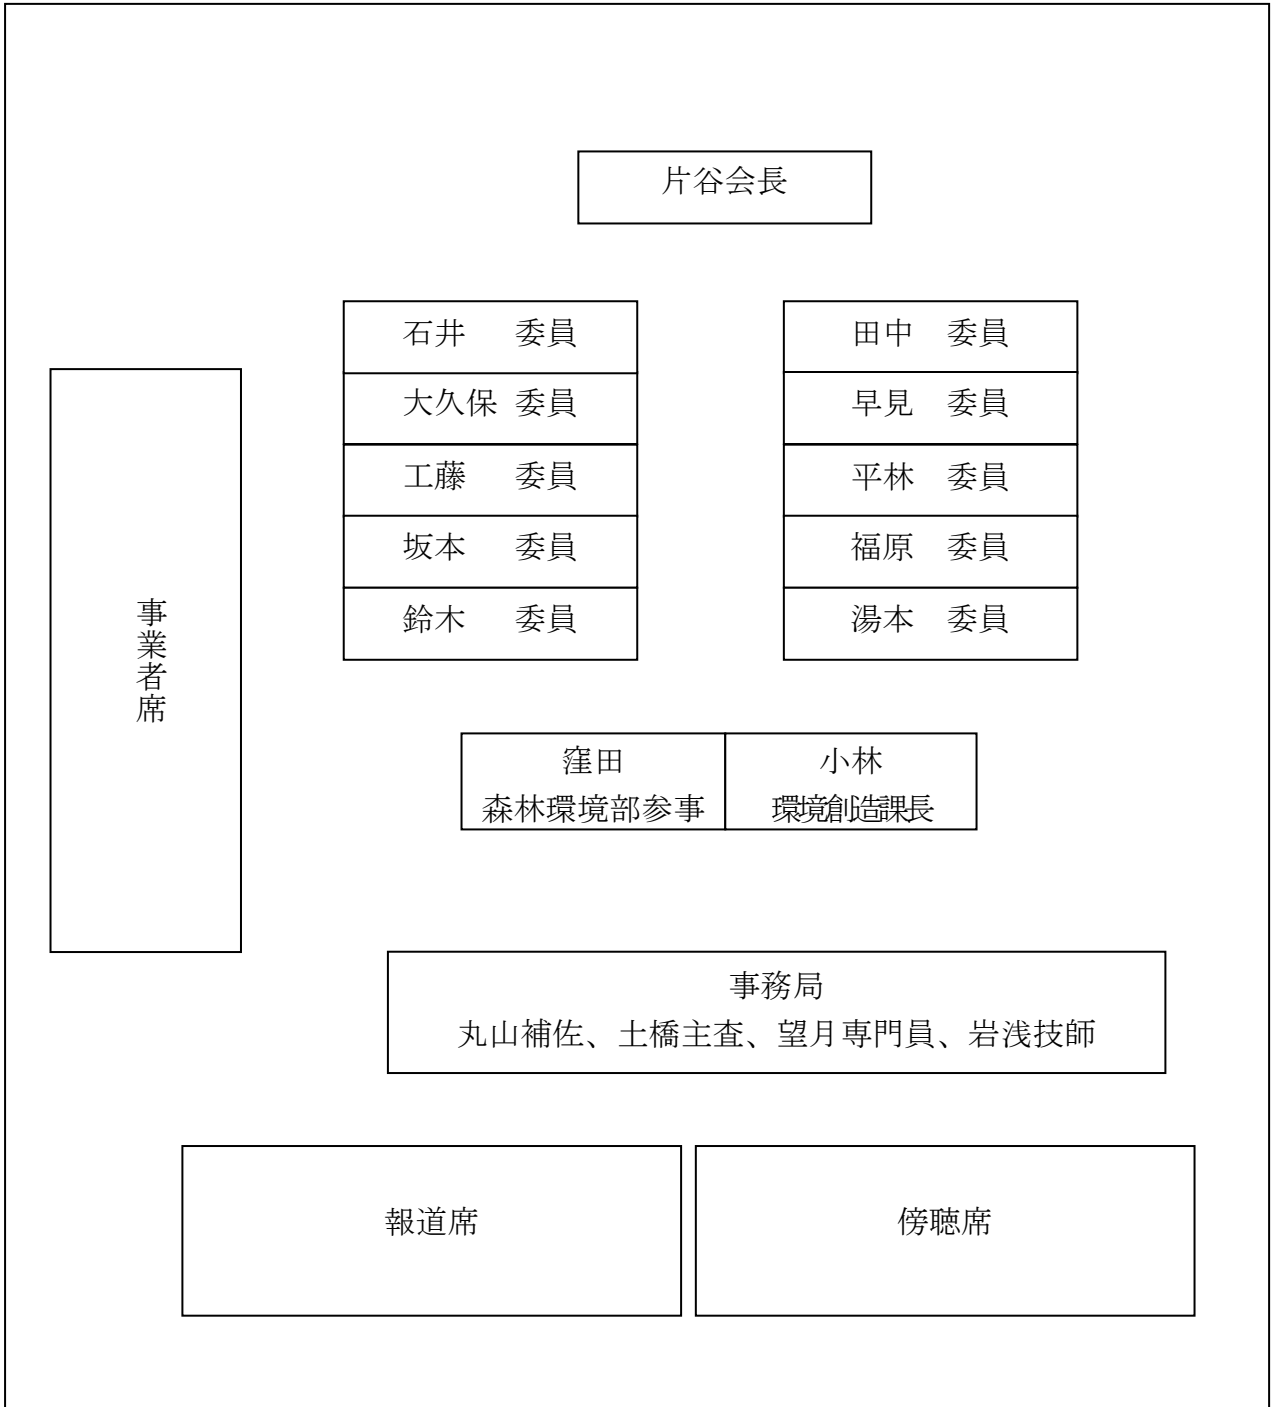 片谷会長
石井 委員
田中 委員
大久保 委員
早見 委員
工藤 委員
平林 委員
坂本 委員
福原 委員
鈴木 委員
湯本 委員
事業者席
窪田
森林環境部参事
小林
環境創造課長
事務局
丸山補佐、土橋主査、望月専門員、岩浅技師
報道席
傍聴席